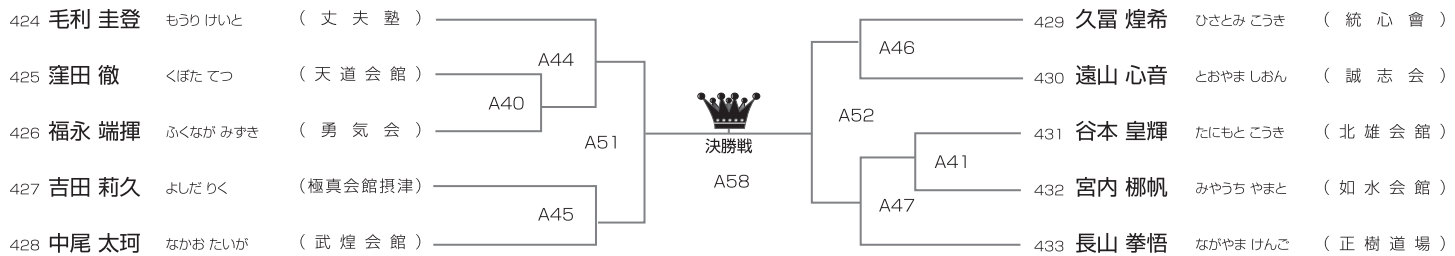 424 毛利 圭登 もうり けいと (丈夫塾)
A44
425 窪田 徹 くぼた てつ (天道会館)
A40
426 福永 端揮 ふくなが みずき (勇気会)
A51
427 吉田 莉久 よしだ りく (極真会館摂津)
A45
428 中尾 太珂 なかお たいが (武煌会館)
決勝戦
A58
429 久冨 煌希 ひさとみ こうき (統心會)
A46
430 遠山 心音 とおやま しおん (誠志会)
A52
431 谷本 皇輝 たにもと こうき (北雄会舘)
A41
432 宮内 梛帆 みやうち やまと (如水会館)
A47
433 長山 拳悟 ながやま けんご (正樹道場)